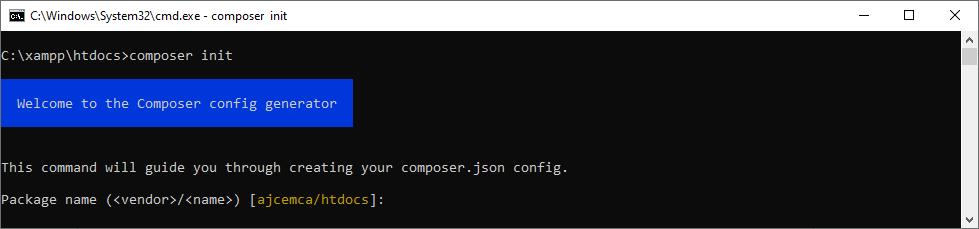 C:\Windows\System32\cmd.exe - composer init
C:\xampp\htdocs>composer init
Welcome to the Composer config generator
This command will guide you through creating your composer.json config.
Package name (<vendor>/<name>) [ajcemca/htdocs]: